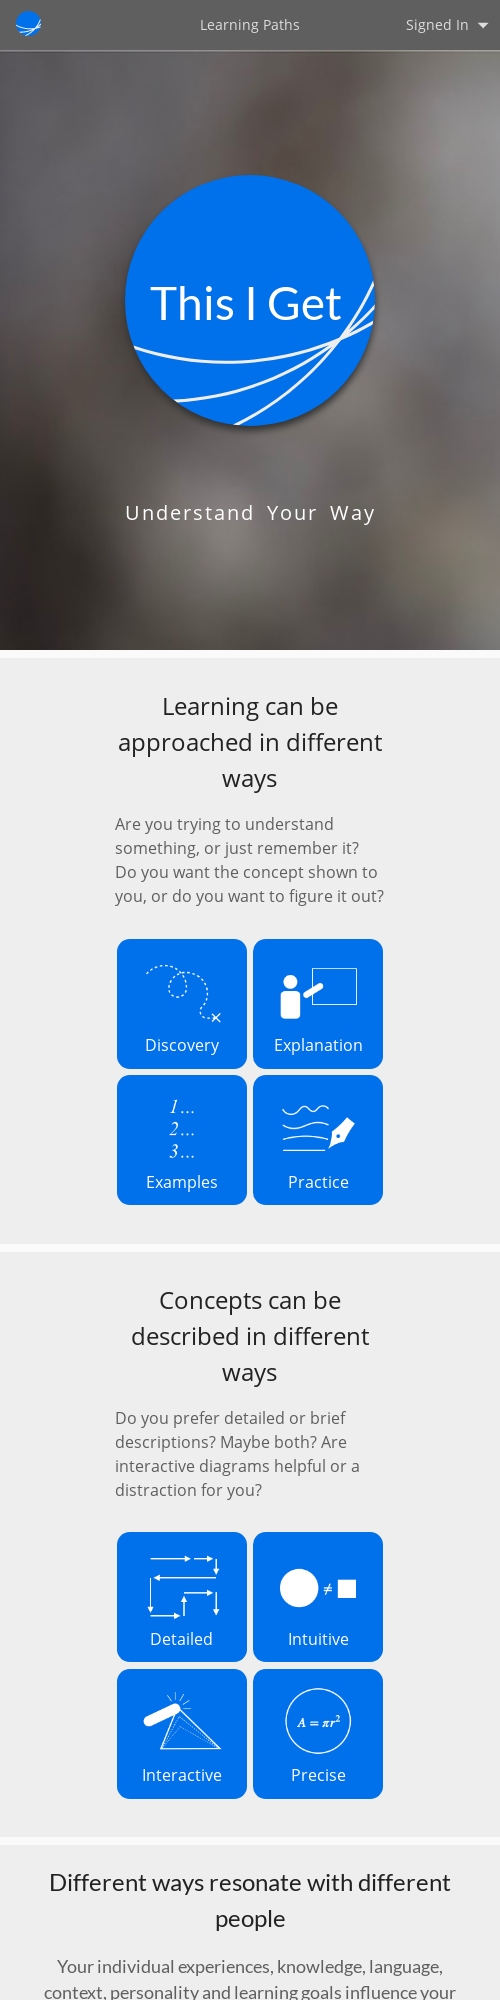 Learning Paths
Signed In
This I Get
Understand Your Way
Learning can be
approached in different
ways
Are you trying to understand
something, or just remember it?
Do you want the concept shown to
you, or do you want to figure it out?
Discovery
Explanation
1...
2...
3...
Examples
Practice
Concepts can be
described in different
ways
Do you prefer detailed or brief
descriptions? Maybe both? Are
interactive diagrams helpful or a
distraction for you?
Detailed
≠
Intuitive
Interactive
A = πr²
Precise
Different ways resonate with different
people
Your individual experiences, knowledge, language,
context, personality and learning goals influence your